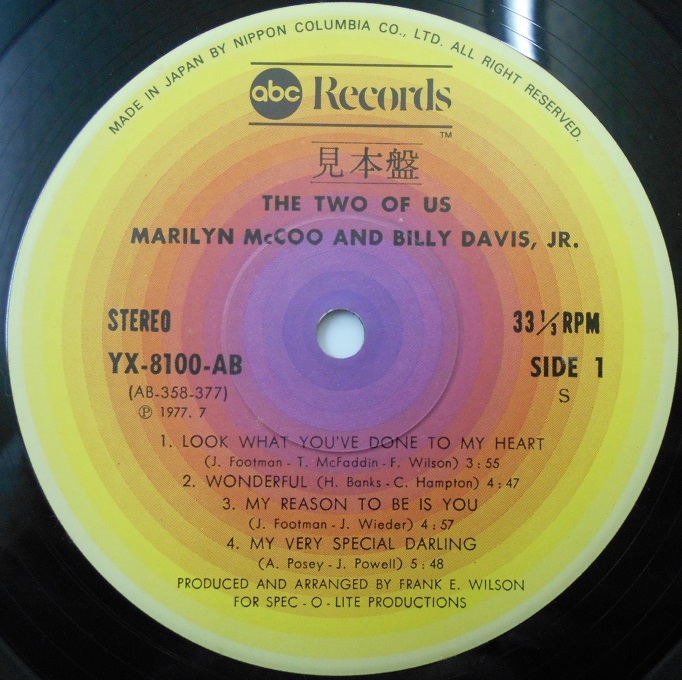 MADE IN JAPAN BY NIPPON COLUMBIA CO., LTD. ALL RIGHT RESERVED.
abc Records
TM
見本盤
THE TWO OF US
MARILYN McCOO AND BILLY DAVIS, JR.
STEREO 33 1/3 RPM
YX-8100-AB SIDE 1
(AB-358-377) S
Ⓟ 1977. 7
1. LOOK WHAT YOU'VE DONE TO MY HEART
(J. Footman - T. McFaddin - F. Wilson) 3 : 55
2. WONDERFUL (H. Banks - C. Hampton) 4 : 47
3. MY REASON TO BE IS YOU
(J. Footman - J. Wieder) 4 : 57
4. MY VERY SPECIAL DARLING
(A. Posey - J. Powell) 5 : 48
PRODUCED AND ARRANGED BY FRANK E. WILSON
FOR SPEC - O - LITE PRODUCTIONS